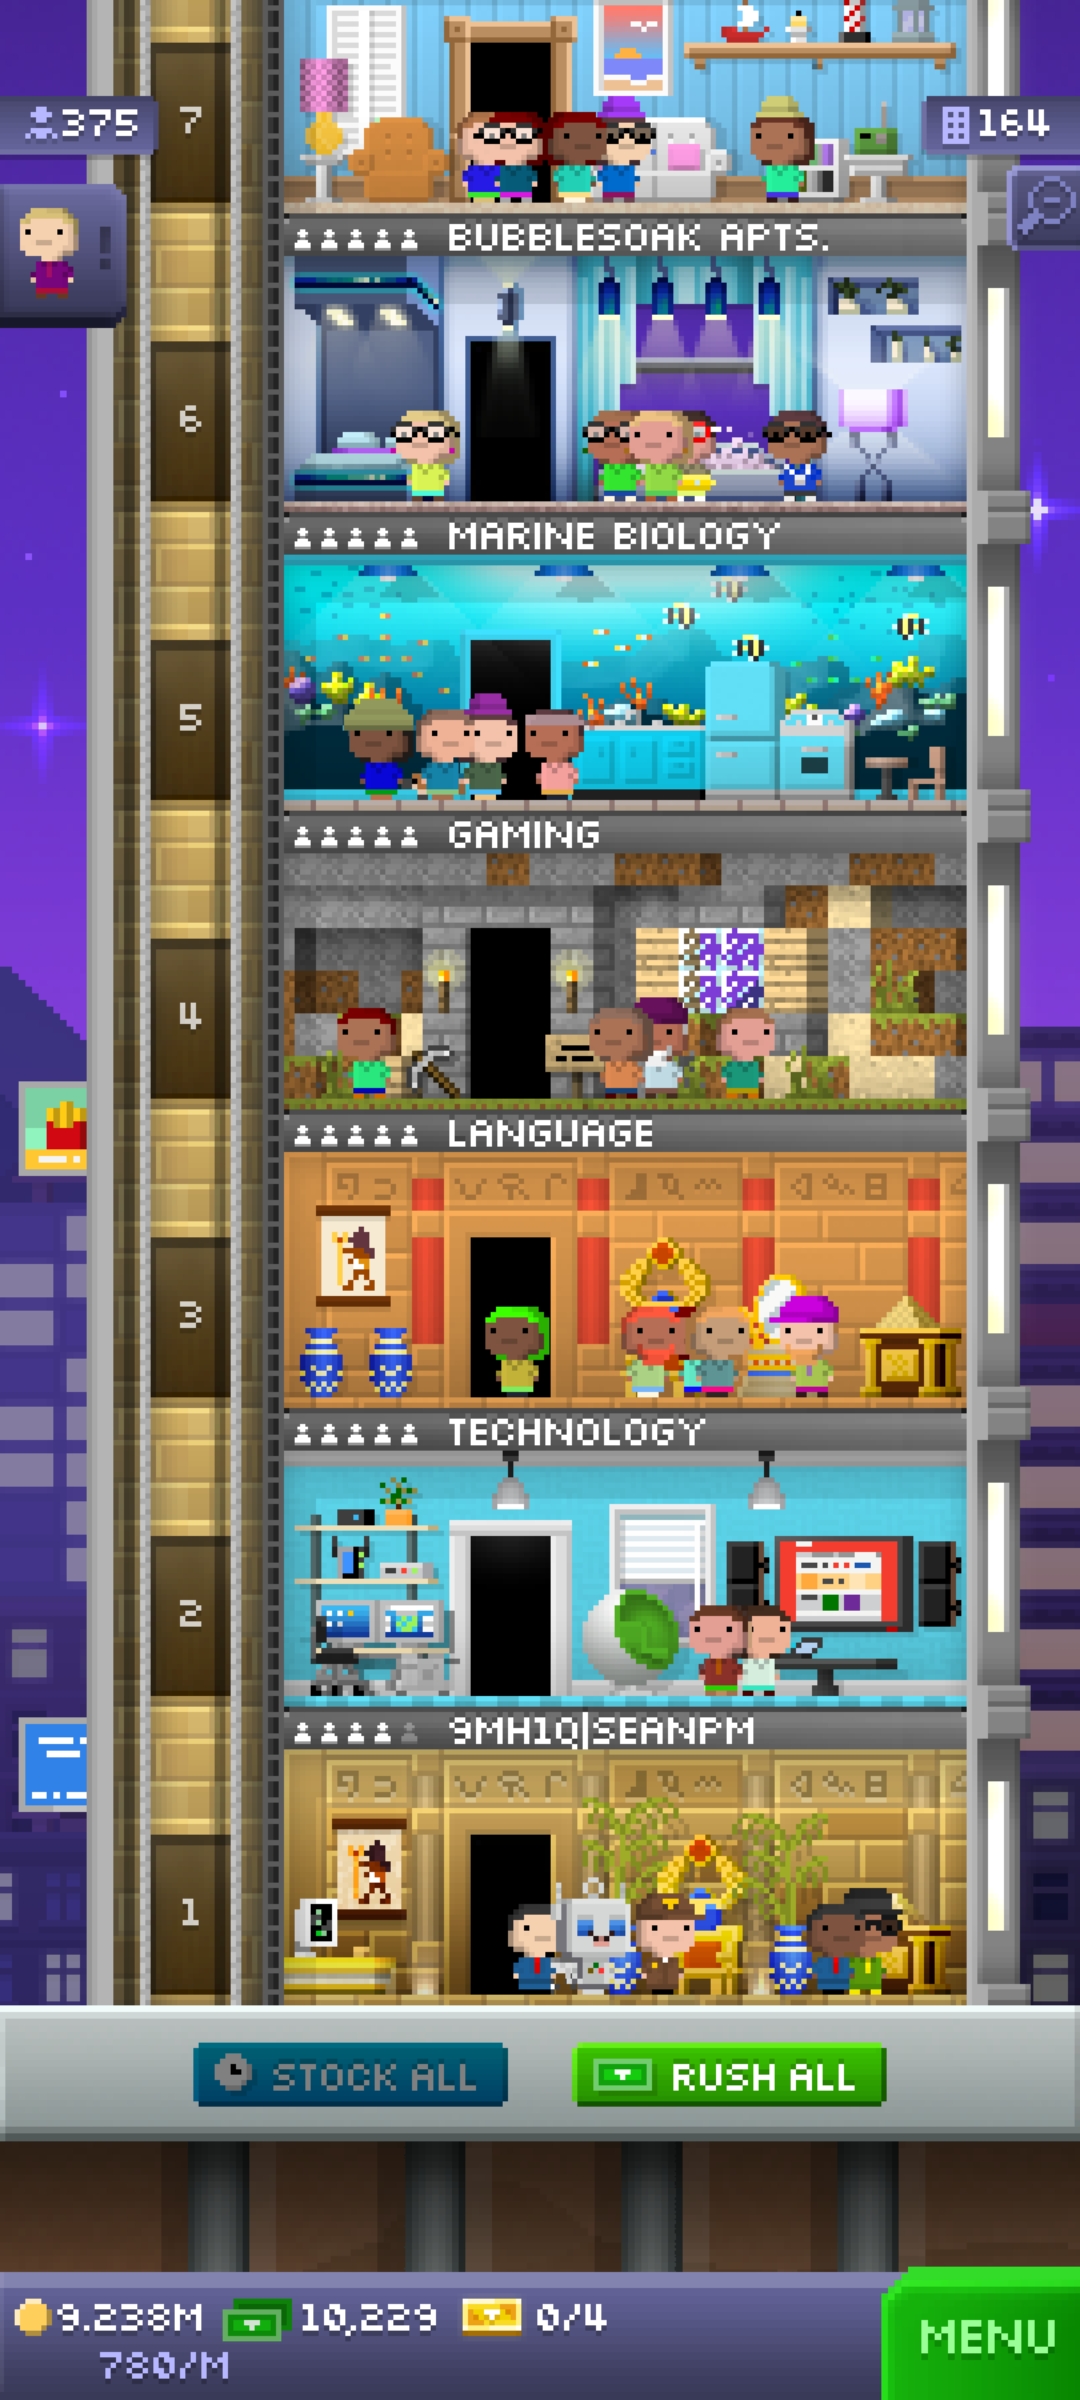 7
375
164
BUBBLESOAK APTS.
6
MARINE BIOLOGY
5
GAMING
4
LANGUAGE
3
TECHNOLOGY
2
9MH1Q|SEANPM
1
STOCK ALL
RUSH ALL
9.238M
10,229
0/4
780/M
MENU